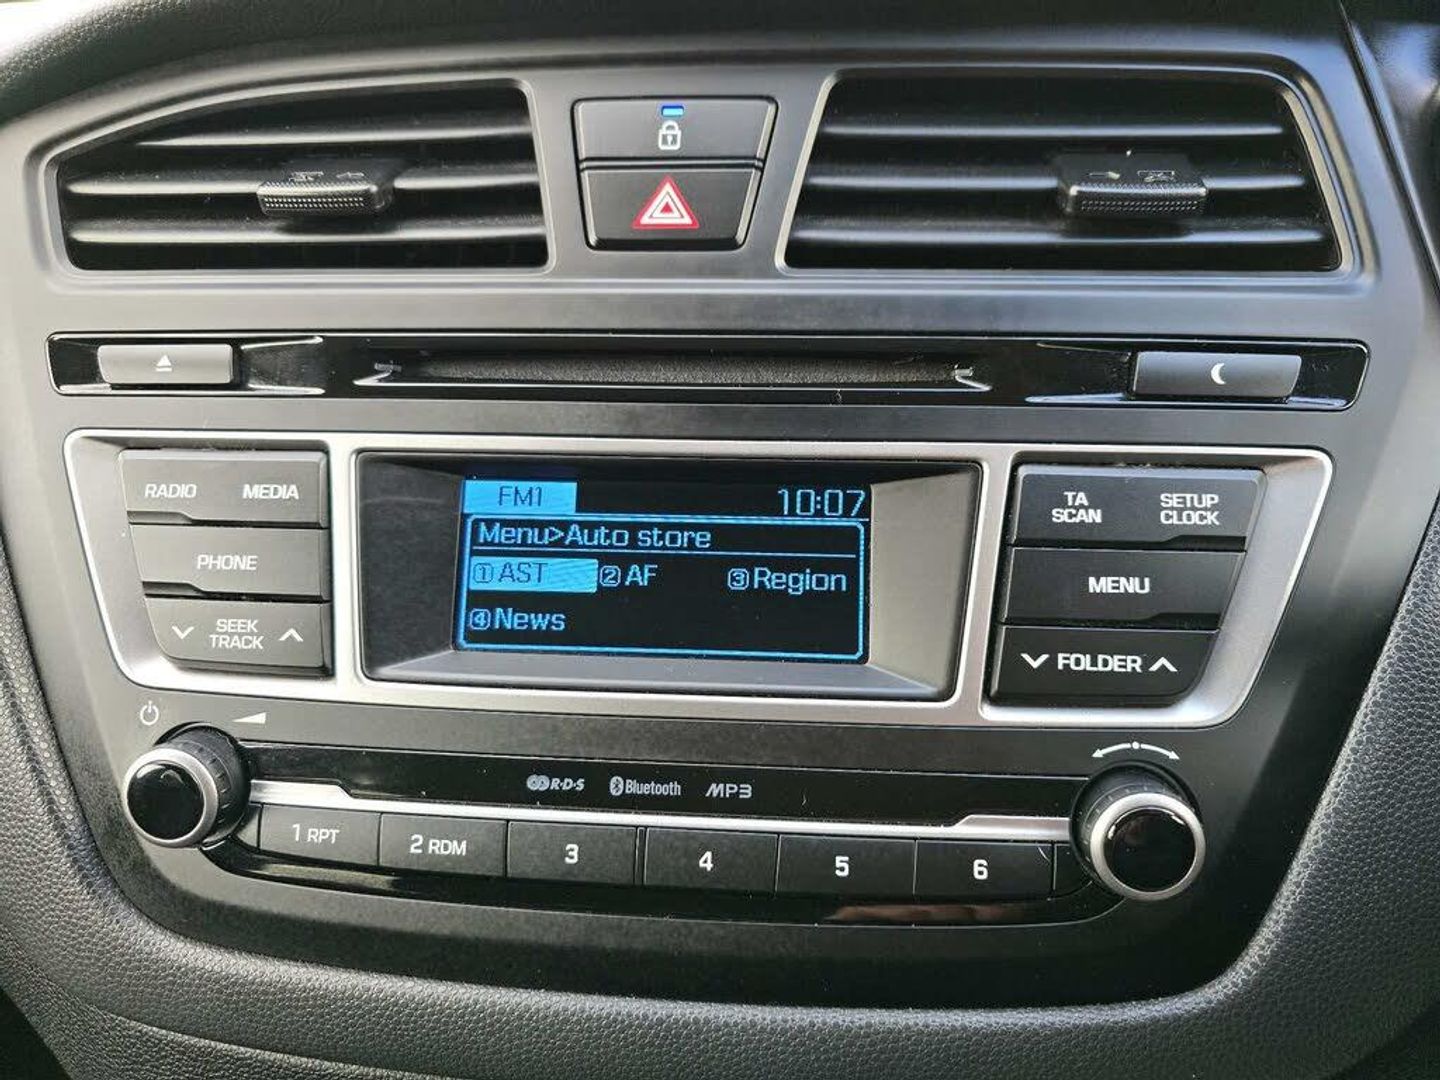 FM1 10:07
Menu>Auto store
①AST ②AF ③Region
④News
RADIO MEDIA
PHONE
SEEK
TRACK
TA
SCAN
SETUP
CLOCK
MENU
FOLDER
R·D·S Bluetooth MP3
1 RPT 2 RDM 3 4 5 6